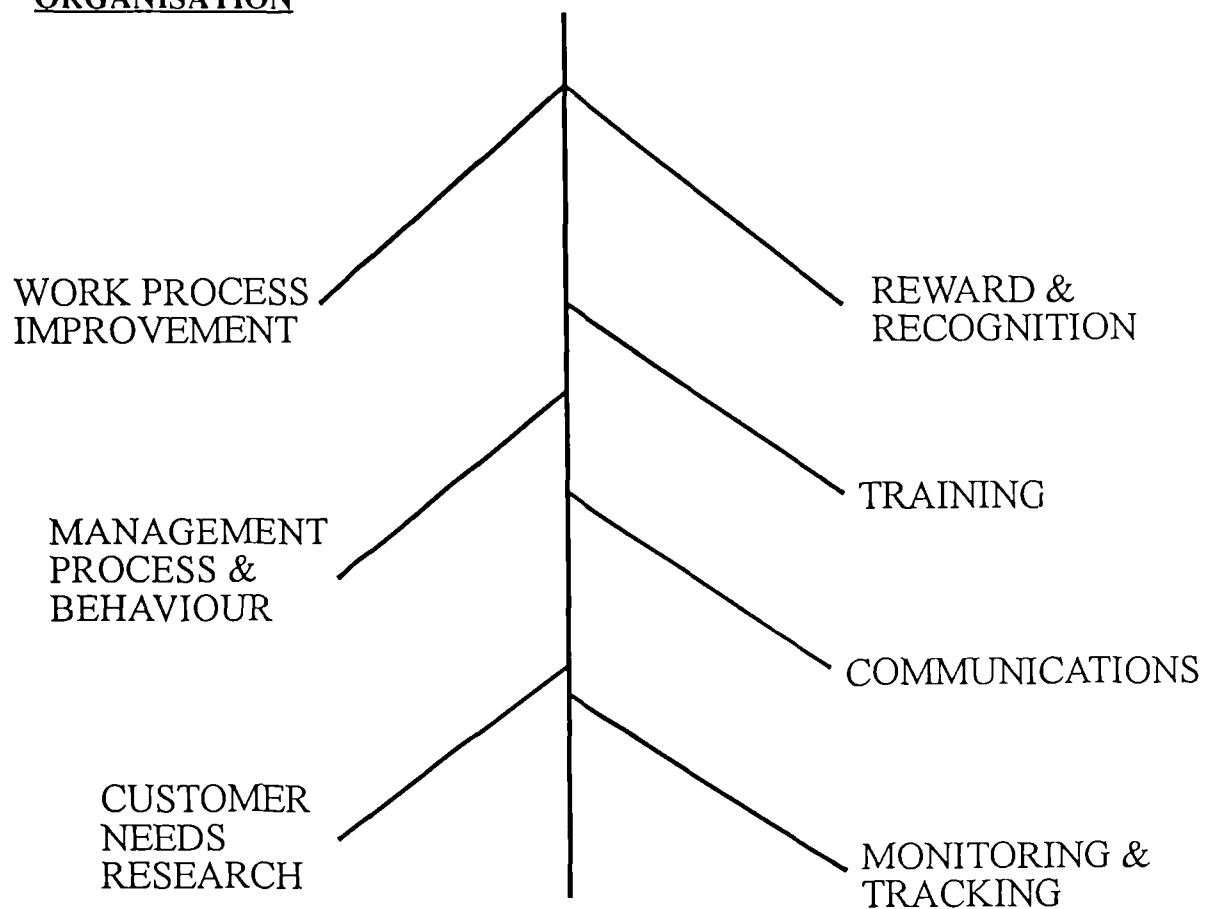 ORGANISATION
WORK PROCESS
IMPROVEMENT
REWARD &
RECOGNITION
TRAINING
MANAGEMENT
PROCESS &
BEHAVIOUR
COMMUNICATIONS
CUSTOMER
NEEDS
RESEARCH
MONITORING &
TRACKING